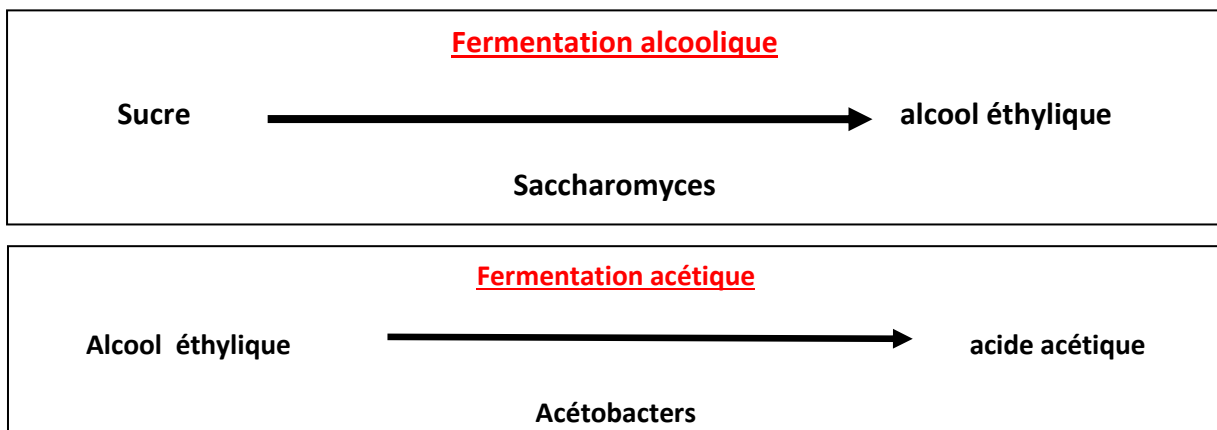 Fermentation alcoolique
Sucre alcool éthylique
Saccharomyces
Fermentation acétique
Alcool éthylique acide acétique
Acétobacters